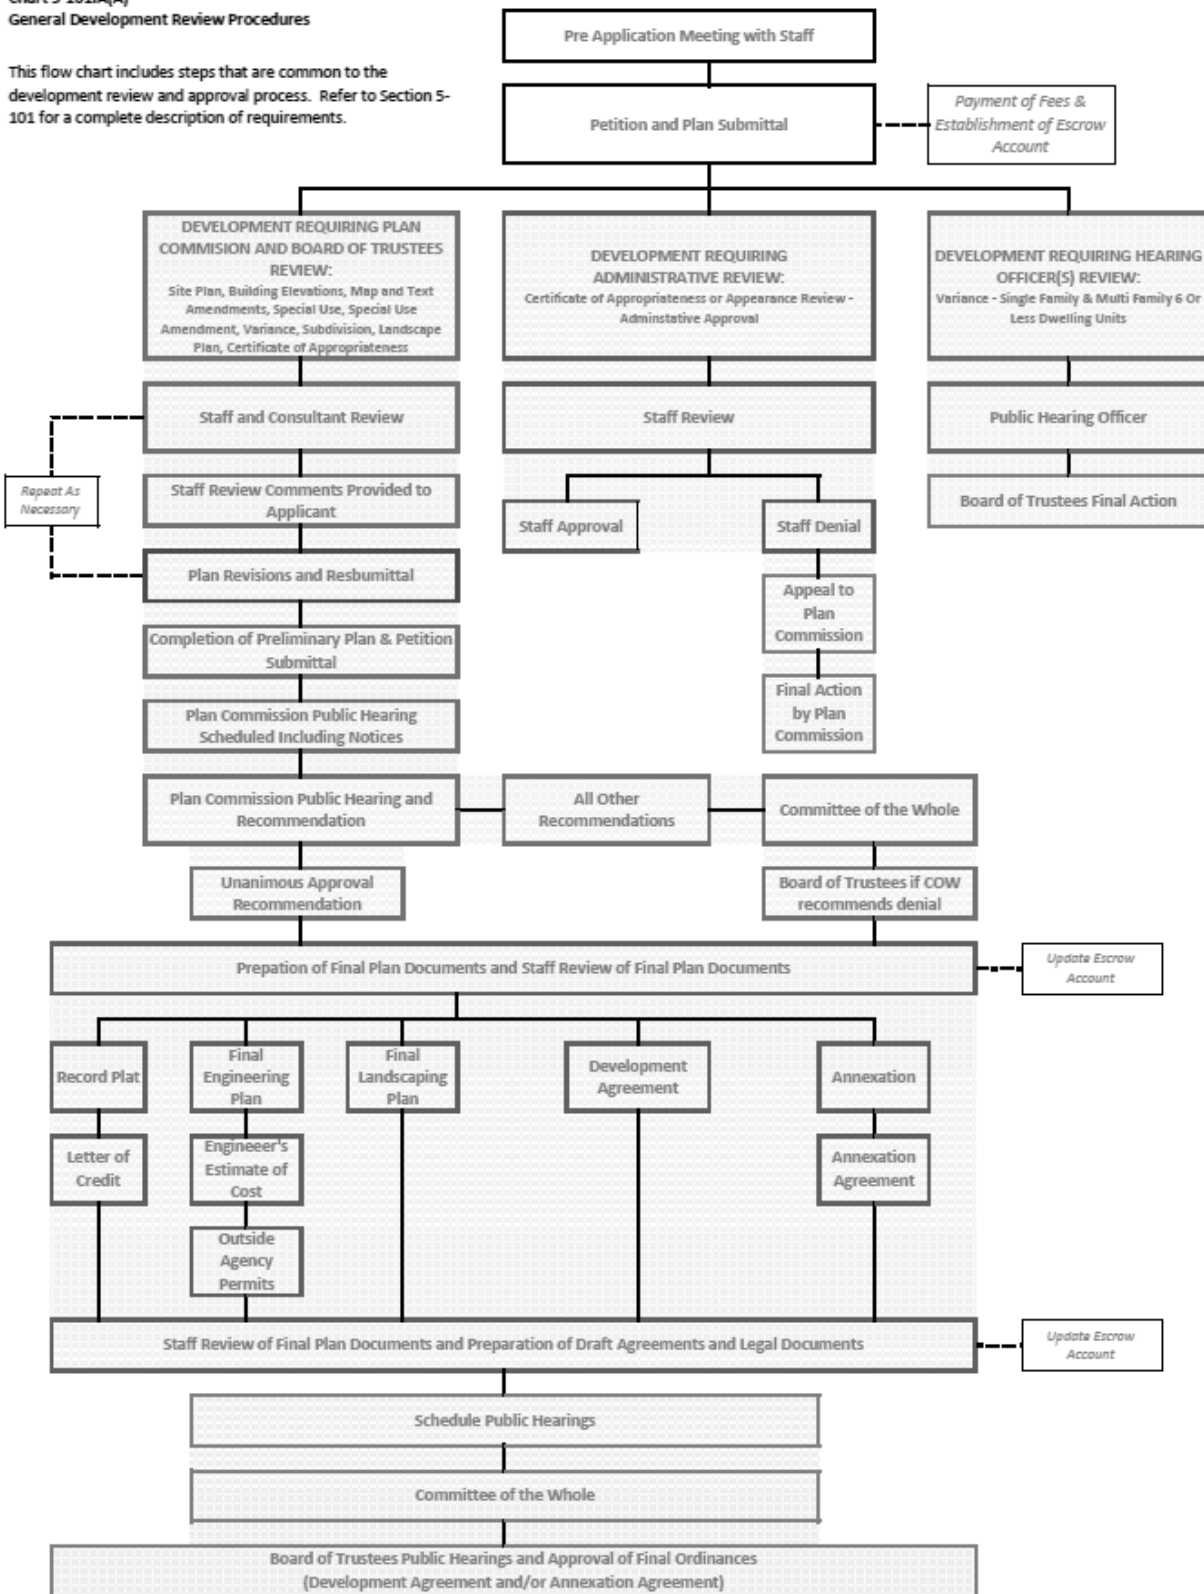 General Development Review Procedures
This flow chart includes steps that are common to the
development review and approval process. Refer to Section 5-
101 for a complete description of requirements.
Pre Application Meeting with Staff
Petition and Plan Submittal
Payment of Fees &
Establishment of Escrow
Account
DEVELOPMENT REQUIRING PLAN
COMMISION AND BOARD OF TRUSTEES
REVIEW:
Site Plan, Building Elevations, Map and Text
Amendments, Special Use, Special Use
Amendment, Variance, Subdivision, Landscape
Plan, Certificate of Appropriateness
DEVELOPMENT REQUIRING
ADMINISTRATIVE REVIEW:
Certificate of Appropriateness or Appearance Review -
Adminstative Approval
DEVELOPMENT REQUIRING HEARING
OFFICER(S) REVIEW:
Variance - Single Family & Multi Family 6 Or
Less Dwelling Units
Staff and Consultant Review
Staff Review
Public Hearing Officer
Repeat As
Necessary
Staff Review Comments Provided to
Applicant
Staff Approval
Staff Denial
Board of Trustees Final Action
Plan Revisions and Resbumittal
Appeal to
Plan
Commission
Completion of Preliminary Plan & Petition
Submittal
Final Action
by Plan
Commission
Plan Commission Public Hearing
Scheduled Including Notices
Plan Commission Public Hearing and
Recommendation
All Other
Recommendations
Committee of the Whole
Unanimous Approval
Recommendation
Board of Trustees if COW
recommends denial
Prepation of Final Plan Documents and Staff Review of Final Plan Documents
Update Escrow
Account
Record Plat
Final
Engineering
Plan
Final
Landscaping
Plan
Development
Agreement
Annexation
Letter of
Credit
Engineeer's
Estimate of
Cost
Annexation
Agreement
Outside
Agency
Permits
Staff Review of Final Plan Documents and Preparation of Draft Agreements and Legal Documents
Update Escrow
Account
Schedule Public Hearings
Committee of the Whole
Board of Trustees Public Hearings and Approval of Final Ordinances
(Development Agreement and/or Annexation Agreement)